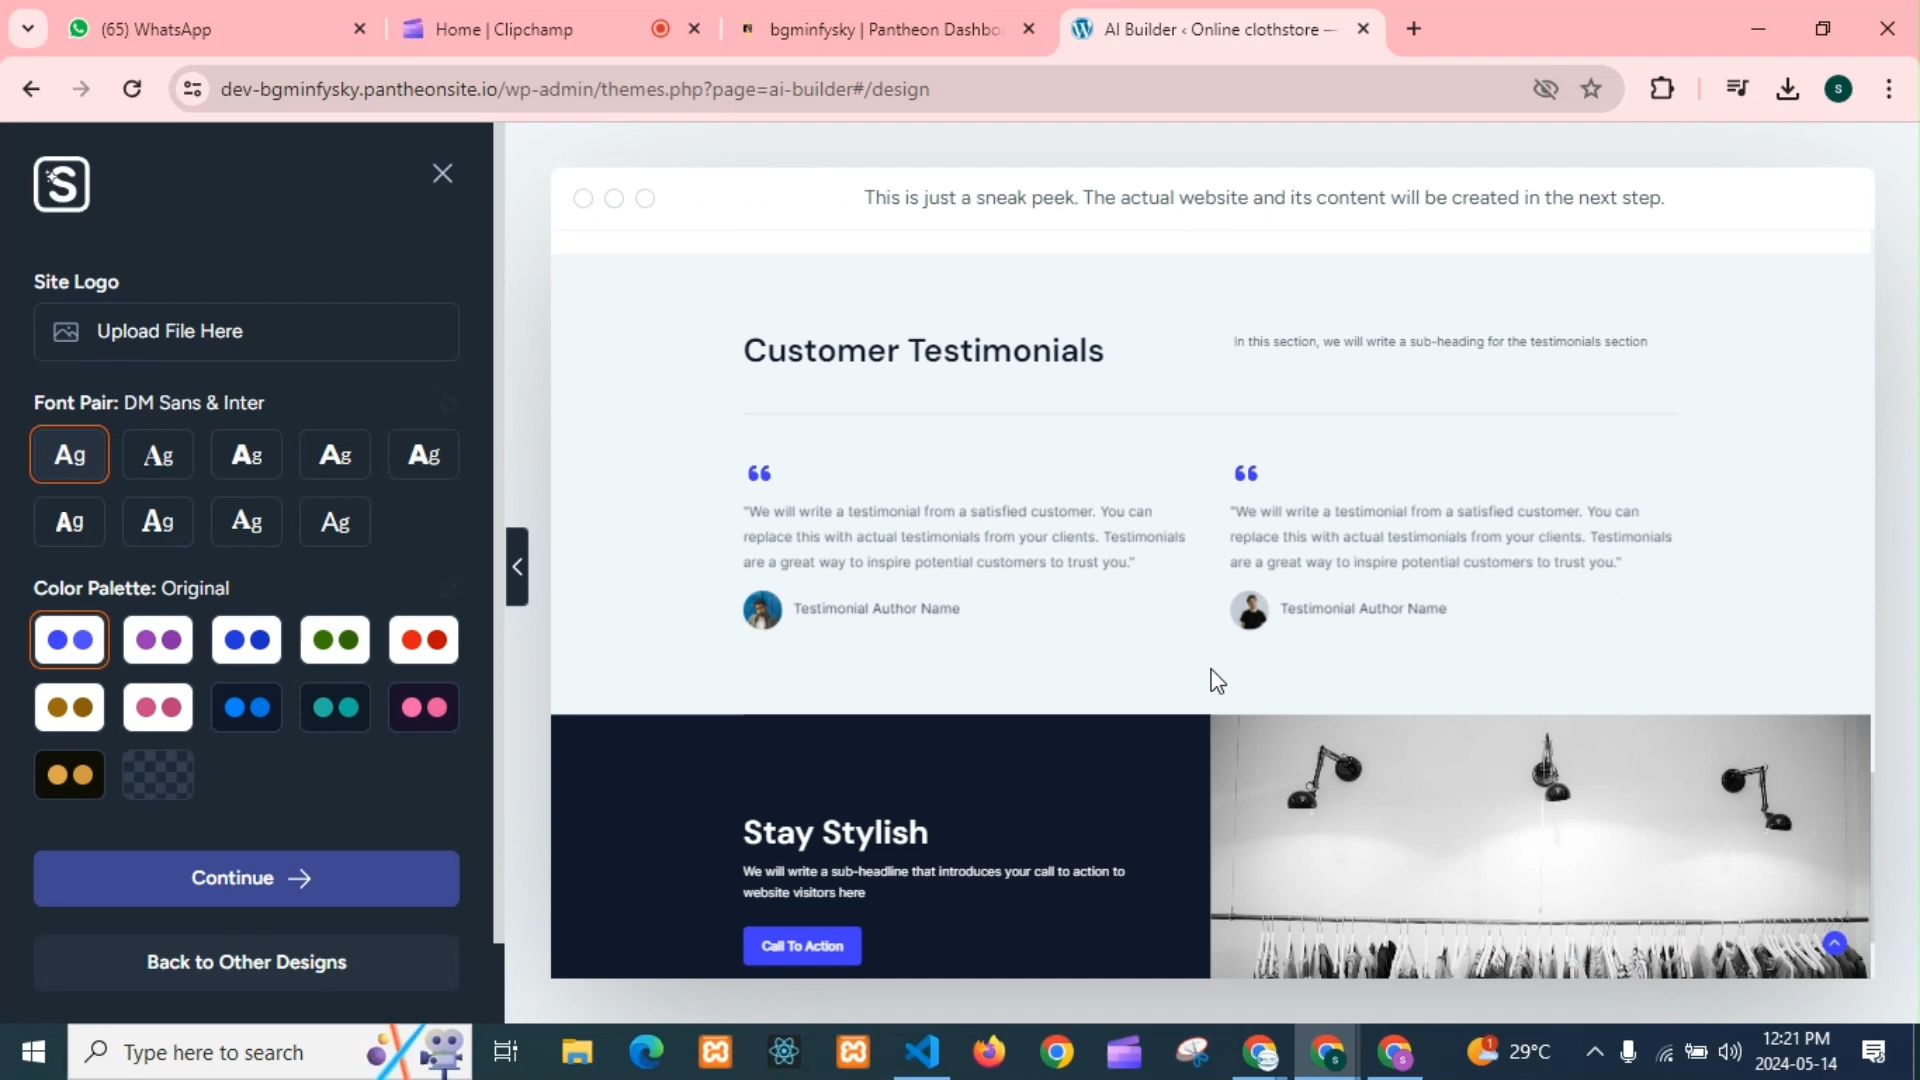 (65) WhatsApp
Home | Clipchamp
bgminfysky | Pantheon Dashbo
AI Builder ‹ Online clothstore —
dev-bgminfysky.pantheonsite.io/wp-admin/themes.php?page=ai-builder#/design
S
S
This is just a sneak peek. The actual website and its content will be created in the next step.
Site Logo
Upload File Here
Font Pair: DM Sans & Inter
Ag Ag Ag Ag Ag
Ag Ag Ag Ag
Color Palette: Original
Continue
Back to Other Designs
Customer Testimonials
In this section, we will write a sub-heading for the testimonials section
"We will write a testimonial from a satisfied customer. You can
replace this with actual testimonials from your clients. Testimonials
are a great way to inspire potential customers to trust you."
Testimonial Author Name
"We will write a testimonial from a satisfied customer. You can
replace this with actual testimonials from your clients. Testimonials
are a great way to inspire potential customers to trust you."
Testimonial Author Name
Stay Stylish
We will write a sub-headline that introduces your call to action to
website visitors here
Call To Action
Type here to search
1
29°C
12:21 PM
2024-05-14